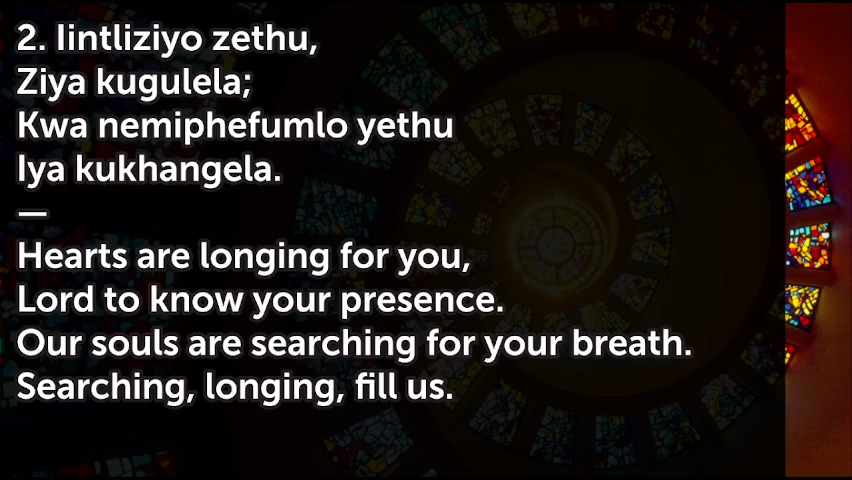 2. Iintliziyo zethu,
Ziya kugulela;
Kwa nemiphefumlo yethu
Iya kukhangela.
—
Hearts are longing for you,
Lord to know your presence.
Our souls are searching for your breath.
Searching, longing, fill us.